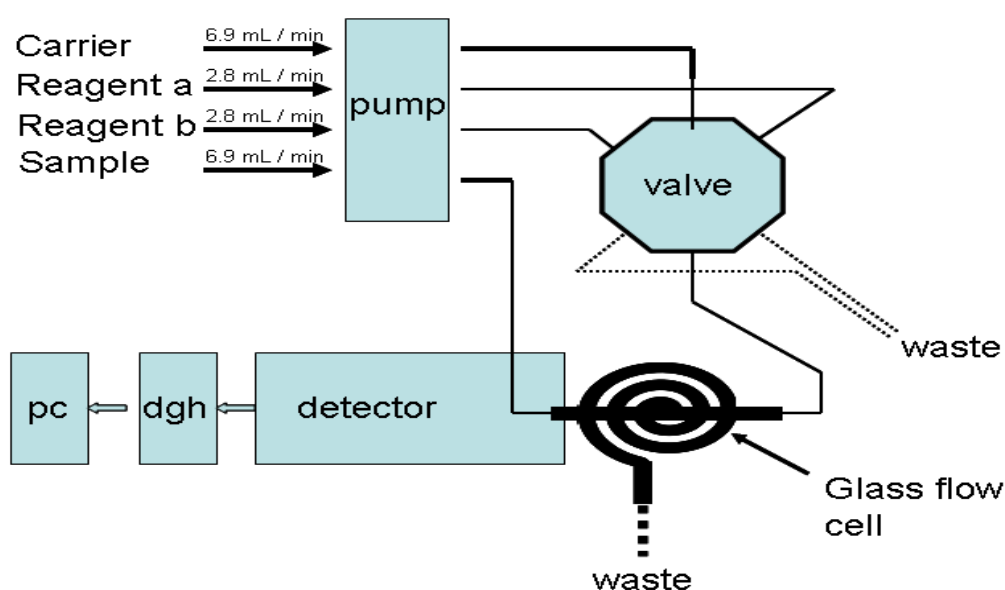 Carrier
6.9 mL / min
Reagent a
2.8 mL / min
Reagent b
2.8 mL / min
Sample
6.9 mL / min
pump
valve
waste
pc
dgh
detector
Glass flow
cell
waste